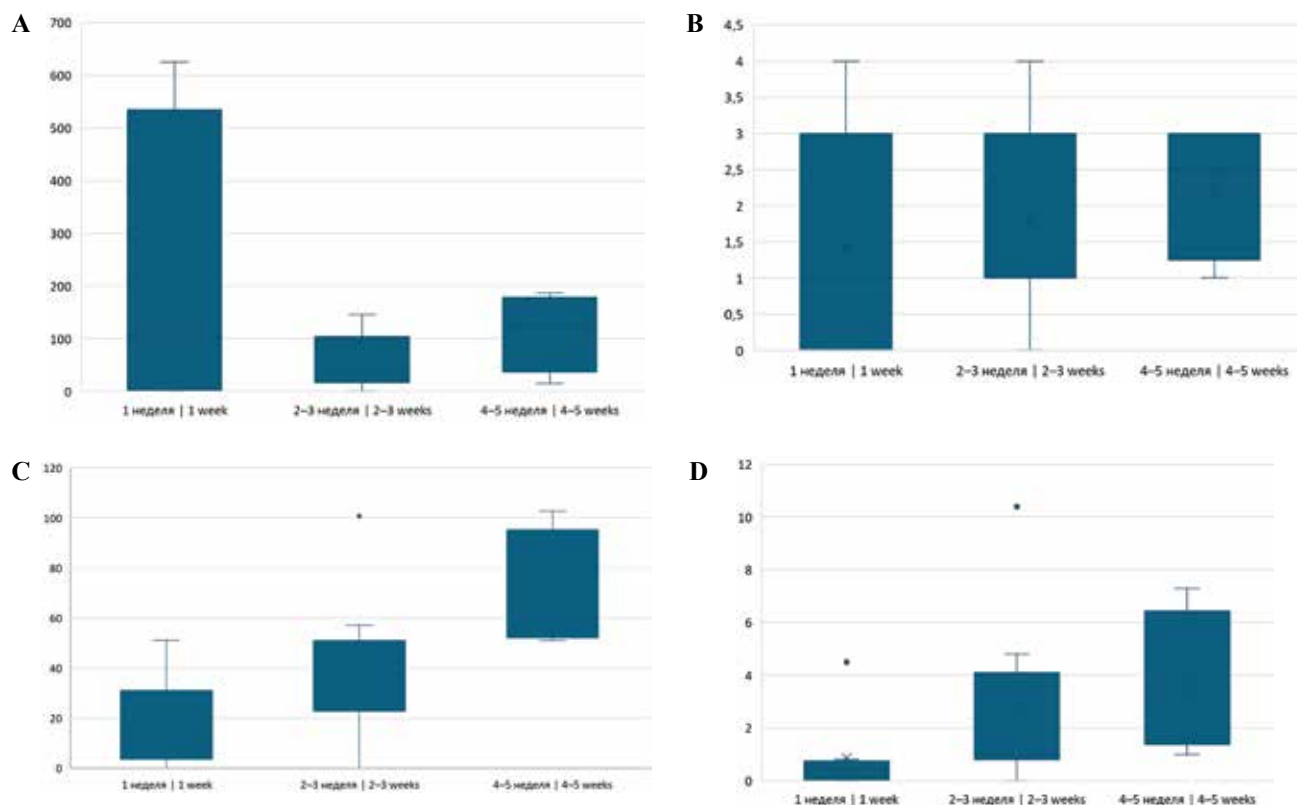 A
700
600
500
400
300
200
100
0
1 неделя | 1 week
2–3 неделя | 2–3 weeks
4–5 неделя | 4–5 weeks
B
4,5
4
3,5
3
2,5
2
1,5
1
0,5
0
1 неделя | 1 week
2–3 неделя | 2–3 weeks
4–5 неделя | 4–5 weeks
C
120
100
80
60
40
20
0
1 неделя | 1 week
2–3 неделя | 2–3 weeks
4–5 неделя | 4–5 weeks
D
12
10
8
6
4
2
0
1 неделя | 1 week
2–3 неделя | 2–3 weeks
4–5 неделя | 4–5 weeks